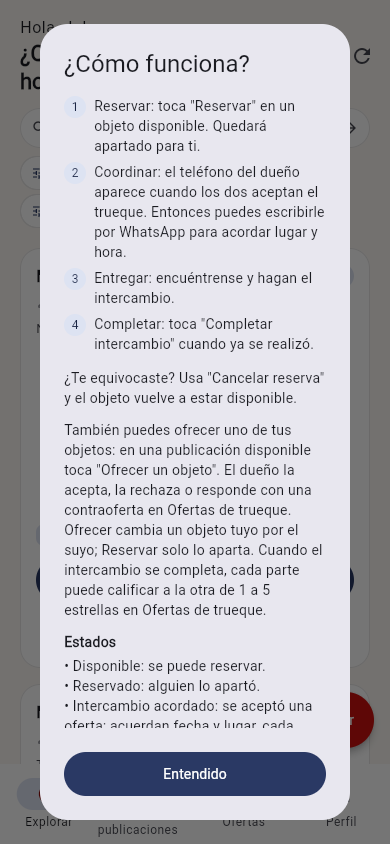 Hola
¿Cómo funciona?
1 Reservar: toca "Reservar" en un
objeto disponible. Quedará
apartado para ti.
2 Coordinar: el teléfono del dueño
aparece cuando los dos aceptan el
trueque. Entonces puedes escribirle
por WhatsApp para acordar lugar y
hora.
3 Entregar: encuéntrense y hagan el
intercambio.
4 Completar: toca "Completar
intercambio" cuando ya se realizó.
¿Te equivocaste? Usa "Cancelar reserva"
y el objeto vuelve a estar disponible.
También puedes ofrecer uno de tus
objetos: en una publicación disponible
toca "Ofrecer un objeto". El dueño la
acepta, la rechaza o responde con una
contraoferta en Ofertas de trueque.
Ofrecer cambia un objeto tuyo por el
suyo; Reservar solo lo aparta. Cuando el
intercambio se completa, cada parte
puede calificar a la otra de 1 a 5
estrellas en Ofertas de trueque.
Estados
• Disponible: se puede reservar.
• Reservado: alguien lo apartó.
• Intercambio acordado: se aceptó una
oferta: acuerdan fecha y lugar, cada
Entendido
Explorar
publicaciones
Ofertas
Perfil